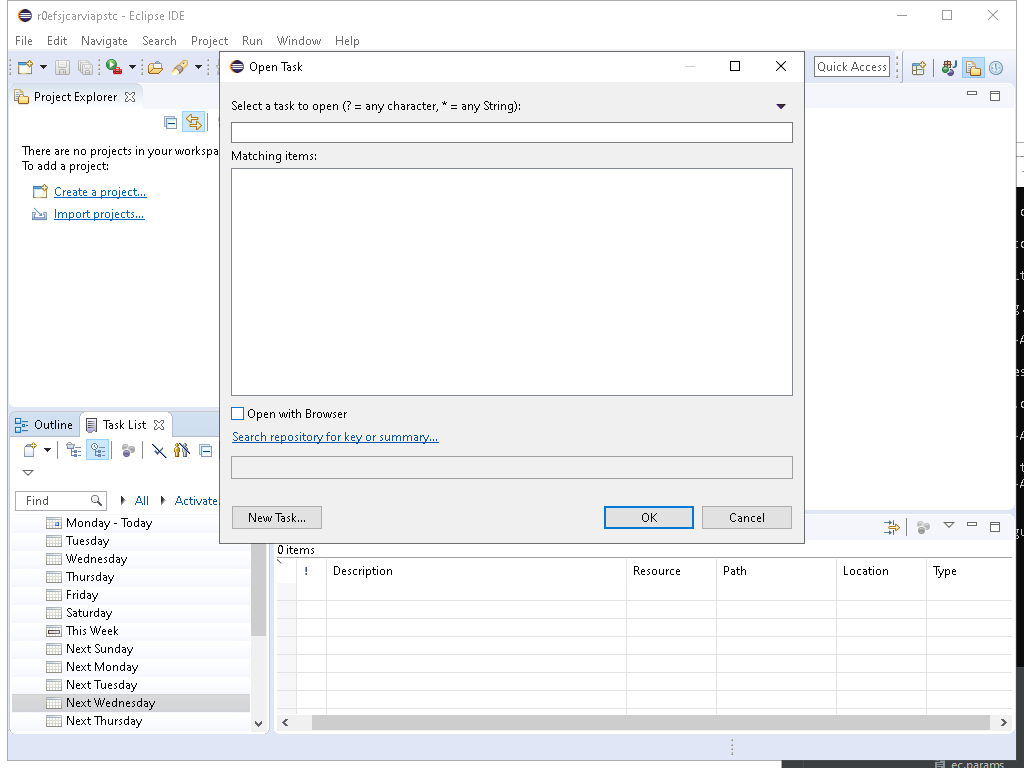 r0efsjcarviapstc - Eclipse IDE
File Edit Navigate Search Project Run Window Help
Open Task
Quick Access
Project Explorer
Select a task to open (? = any character, * = any String):
There are no projects in your workspa
To add a project:
Matching items:
Create a project...
Import projects...
Open with Browser
Outline Task List
Search repository for key or summary...
Find All Activate
New Task... OK Cancel
Monday - Today
Tuesday
Wednesday
Thursday
Friday
Saturday
This Week
Next Sunday
Next Monday
Next Tuesday
Next Wednesday
Next Thursday
0 items
! Description Resource Path Location Type
ec.params